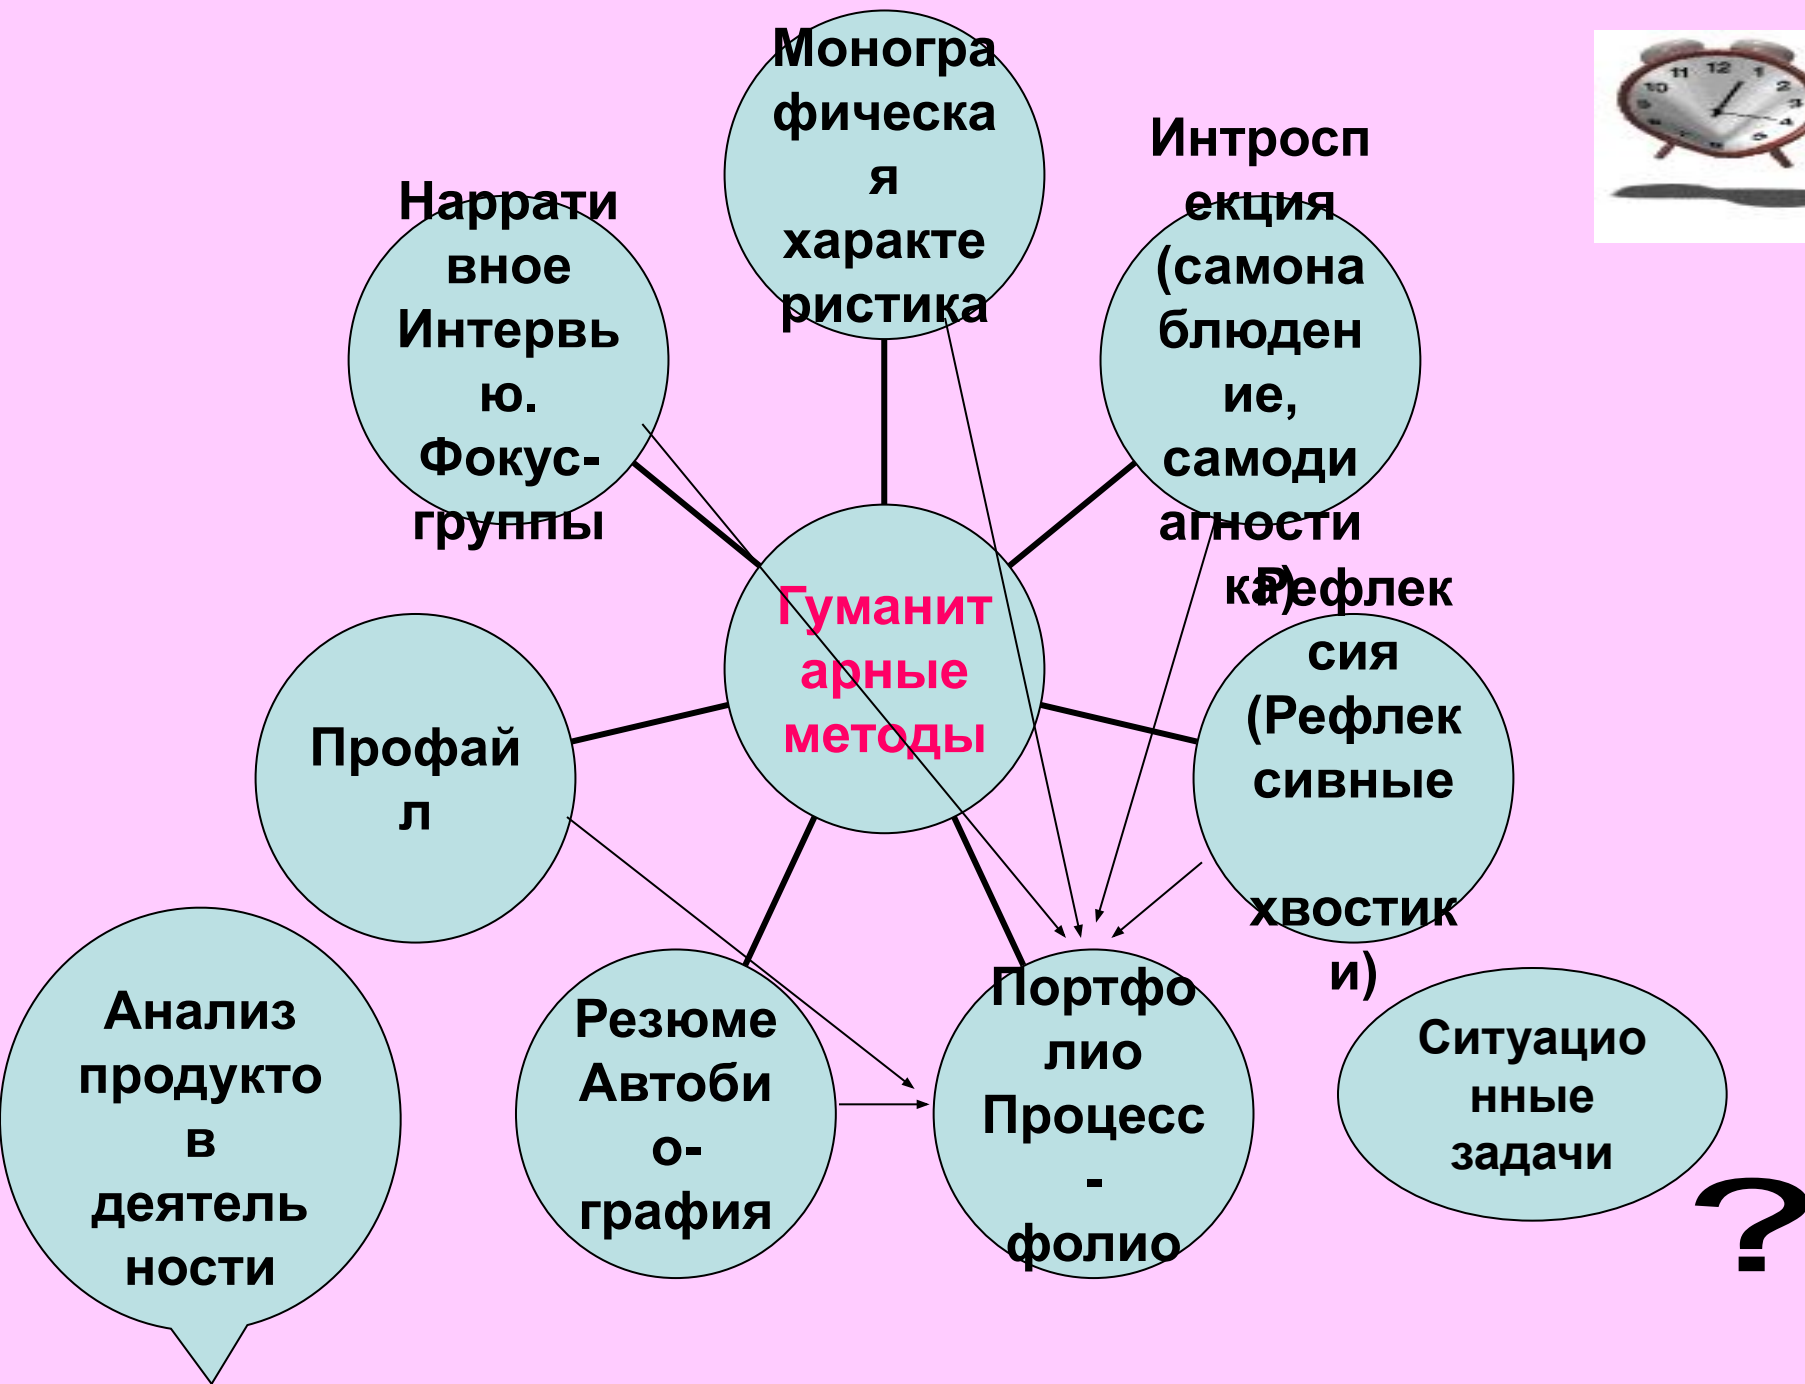 Моногра
фическа
я
характе
ристика
Интросп
екция
(самона
блюден
ие,
самоди
агности
ка)
Наррати
вное
Интервь
ю.
Фокус-
группы
Гуманит
арные
методы
Рефлек
сия
(Рефлек
сивные
хвостик
и)
Профай
л
Анализ
продукто
в
деятель
ности
Резюме
Автоби
о-
графия
Портфо
лио
Процесс
-
фолио
Ситуацио
нные
задачи
?